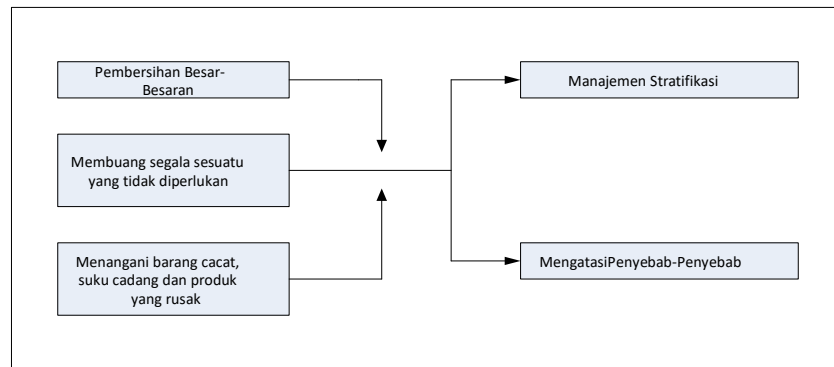 Pembersihan Besar-
Besaran
Membuang segala sesuatu
yang tidak diperlukan
Menangani barang cacat,
suku cadang dan produk
yang rusak
Manajemen Stratifikasi
MengatasiPenyebab-Penyebab